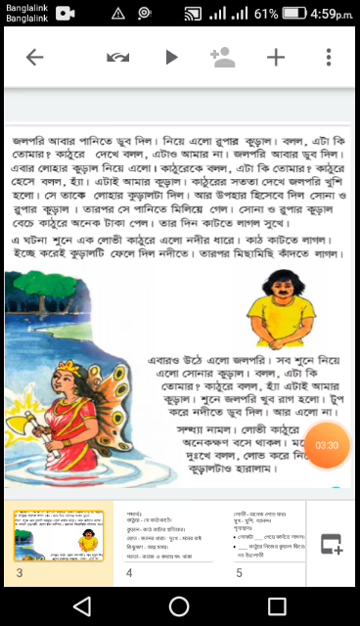 Banglalink
Banglalink
61% 4:59p.m.
জলপরি আবার পানিতে ডুব দিল। নিয়ে এলো রুপার কুড়াল। বলল, এটা কি
তোমার? কাঠুরে দেখে বলল, এটাও আমার না। জলপরি আবার ডুব দিল।
এবার লোহার কুড়াল নিয়ে এলো। কাঠুরেকে বলল, এটা কি তোমার? কাঠুরে
হেসে বলল, হ্যাঁ। এটাই আমার কুড়াল। কাঠুরের সততা দেখে জলপরি খুশি
হলো। সে তাকে লোহার কুড়ালটা দিল। আর উপহার হিসেবে দিল সোনা ও
রুপার কুড়াল । তারপর সে পানিতে মিলিয়ে গেল। সোনা ও রুপার কুড়াল
বেচে কাঠুরে অনেক টাকা পেল। তার দিন কাটতে লাগল সুখে।
এ ঘটনা শুনে এক লোভী কাঠুরে এলো নদীর ধারে। কাঠ কাটতে লাগল।
ইচ্ছে করেই কুড়ালটি ফেলে দিল নদীতে। তারপর মিছামিছি কাঁদতে লাগল।
এবারও উঠে এলো জলপরি। সব শুনে নিয়ে
এলো সোনার কুড়াল। বলল, এটা কি
তোমার? কাঠুরে বলল, হ্যাঁ এটাই আমার
কুড়াল। শুনে জলপরি খুব রাগ হলো। টুপ
করে নদীতে ডুব দিল। আর এলো না।
সন্ধ্যা নামল। লোভী কাঠুরে
অনেকক্ষণ বসে থাকল।
দুঃখে বলল, লোভ করে
কুড়ালটাও হারালাম।
03:30
3
4
5